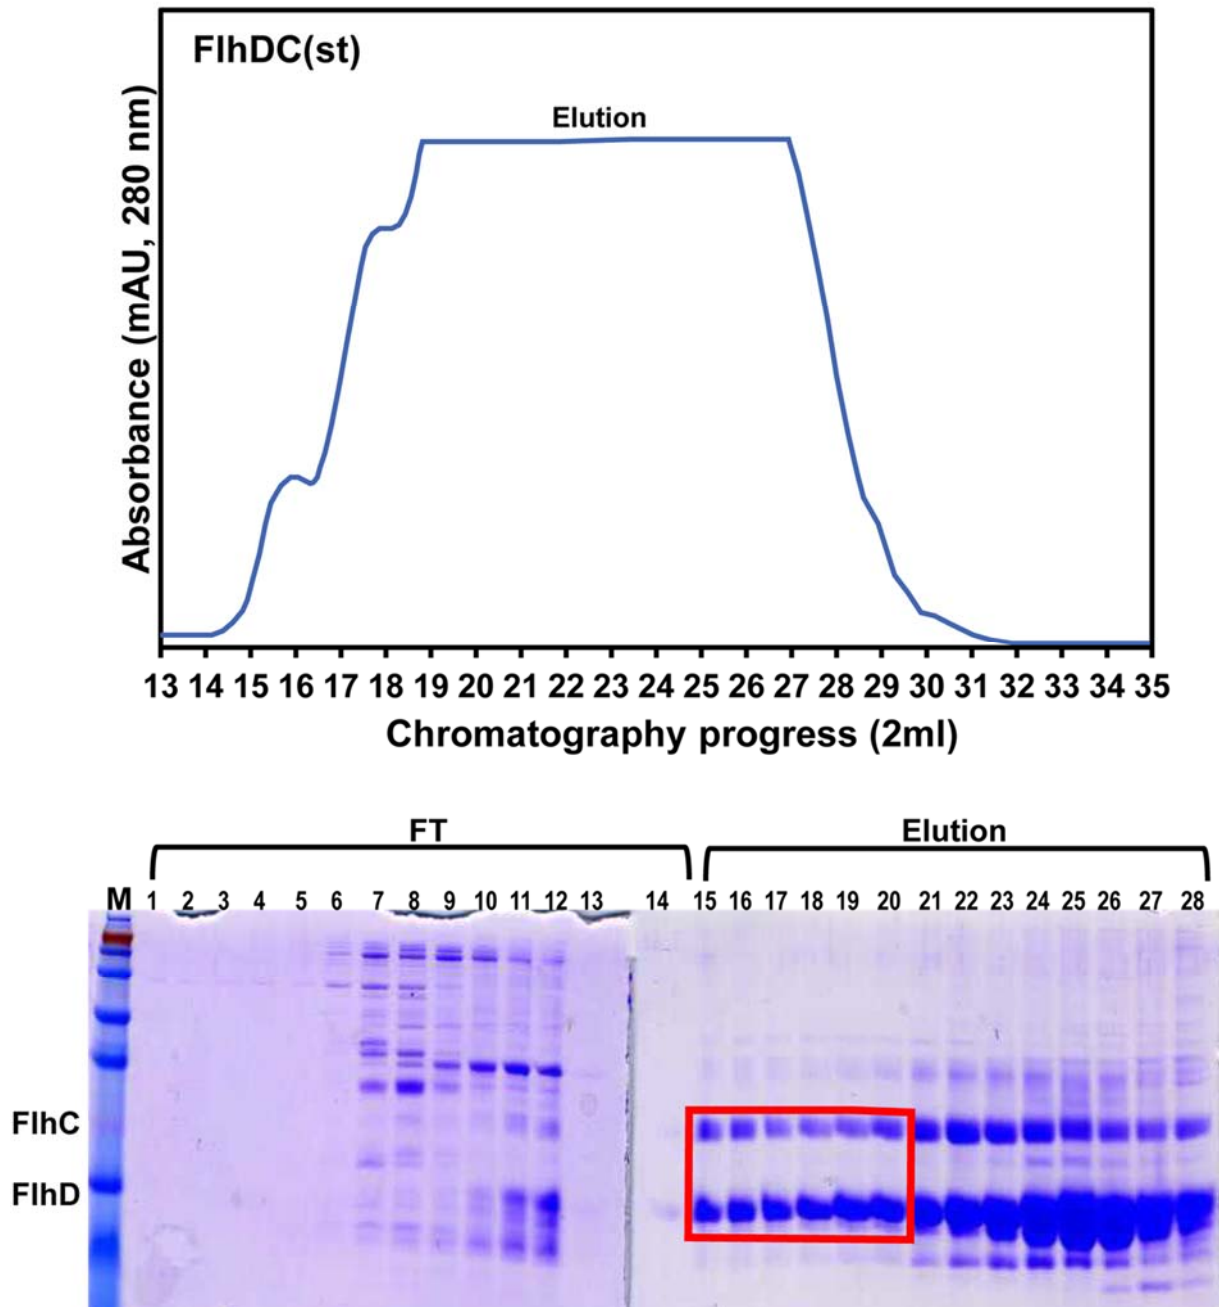 FlhDC(st)
Elution
Absorbance (mAU, 280 nm)
13 14 15 16 17 18 19 20 21 22 23 24 25 26 27 28 29 30 31 32 33 34 35
Chromatography progress (2ml)
FT
Elution
M 1 2 3 4 5 6 7 8 9 10 11 12 13 14 15 16 17 18 19 20 21 22 23 24 25 26 27 28
FlhC
FlhD